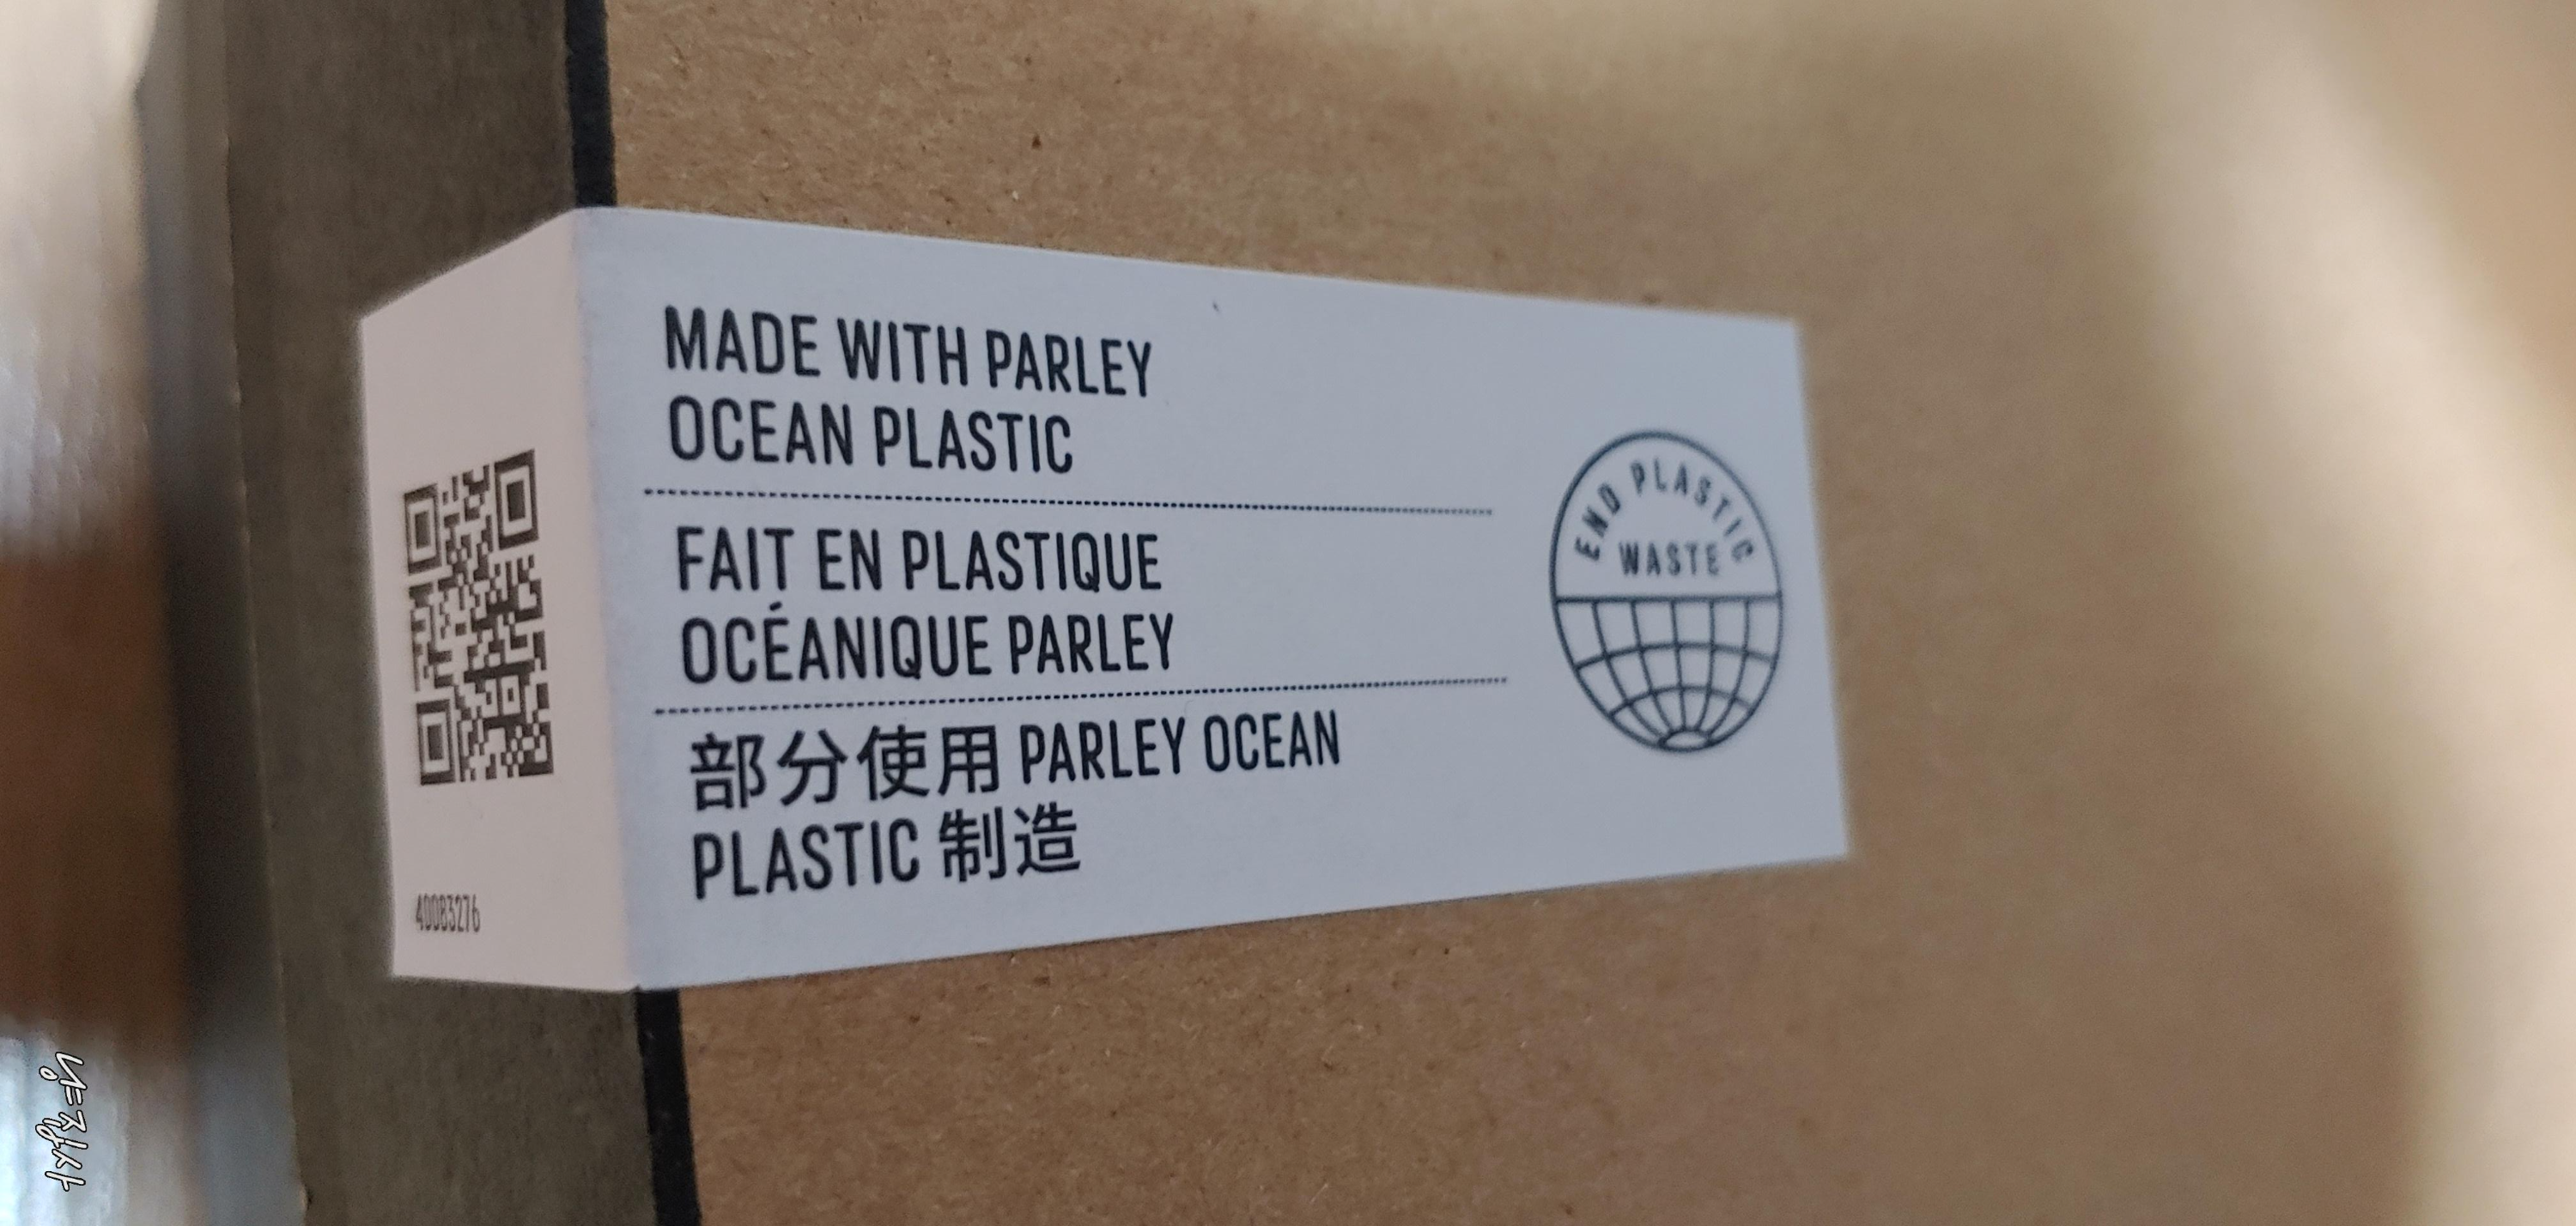 MADE WITH PARLEY
OCEAN PLASTIC
FAIT EN PLASTIQUE
OCÉANIQUE PARLEY
部分使用 PARLEY OCEAN
PLASTIC 制造
END PLASTIC
WASTE
40083276